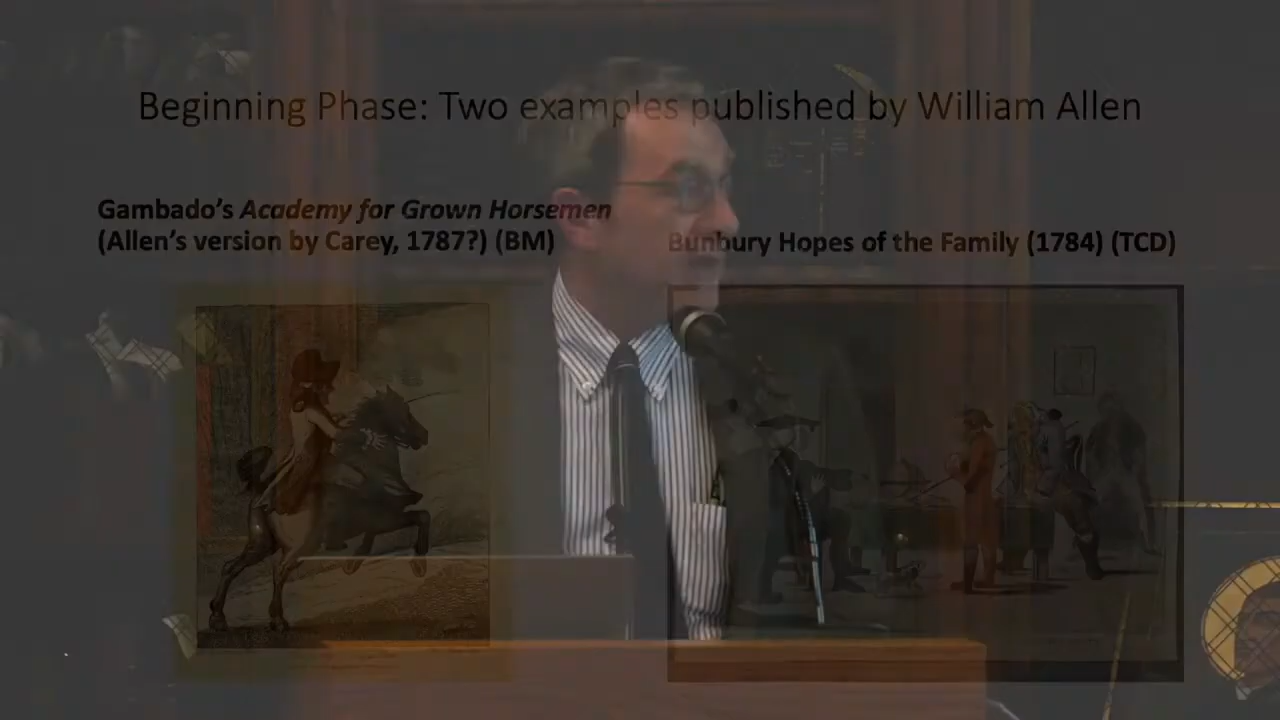 Beginning Phase: Two examples published by William Allen
Gambado's Academy for Grown Horsemen
(Allen's version by Carey, 1787?) (BM)
Bunbury Hopes of the Family (1784) (TCD)